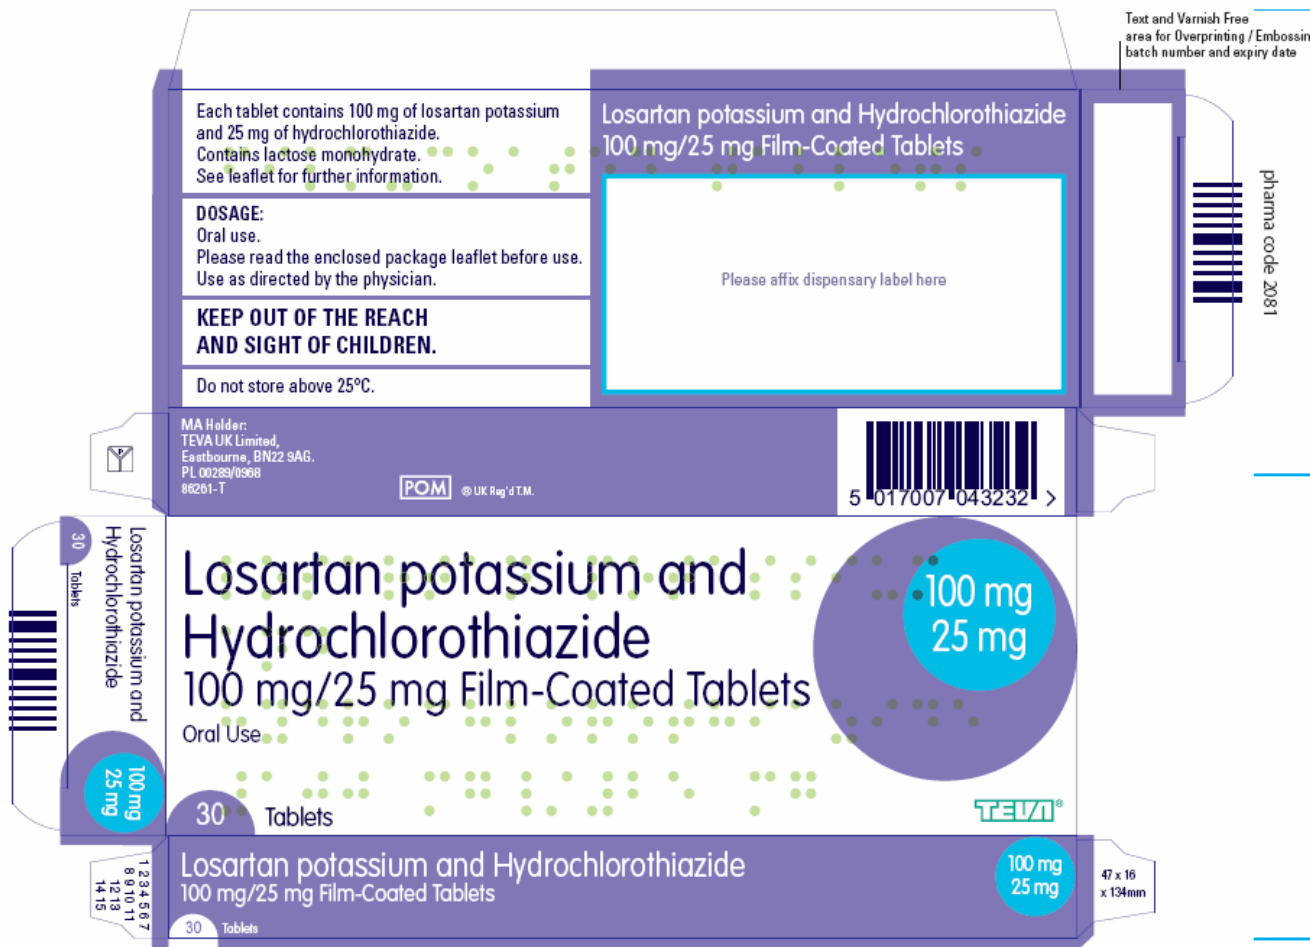 Text and Varnish Free
area for Overprinting / Embossin
batch number and expiry date
Each tablet contains 100 mg of losartan potassium
and 25 mg of hydrochlorothiazide.
Contains lactose monohydrate.
See leaflet for further information.
DOSAGE:
Oral use.
Please read the enclosed package leaflet before use.
Use as directed by the physician.
KEEP OUT OF THE REACH
AND SIGHT OF CHILDREN.
Do not store above 25ºC.
Losartan potassium and Hydrochlorothiazide
100 mg/25 mg Film-Coated Tablets
Please affix dispensary label here
pharma code 2081
P
MA Holder:
TEVA UK Limited,
Eastbourne, BN22 9AG.
PL 00289/0968
86261-T
POM ® UK Reg'd T.M.
5 017007 043232 >
30
Tablets
Losartan potassium and
Hydrochlorothiazide
100 mg
25 mg
Losartan potassium and
Hydrochlorothiazide
100 mg/25 mg Film-Coated Tablets
Oral Use
100 mg
25 mg
30 Tablets
TEVA®
1 2 3 4 5 6 7
8 9 10 11
12 13
14 15
Losartan potassium and Hydrochlorothiazide
100 mg/25 mg Film-Coated Tablets
30 Tablets
100 mg
25 mg
47 x 16
x 134mm